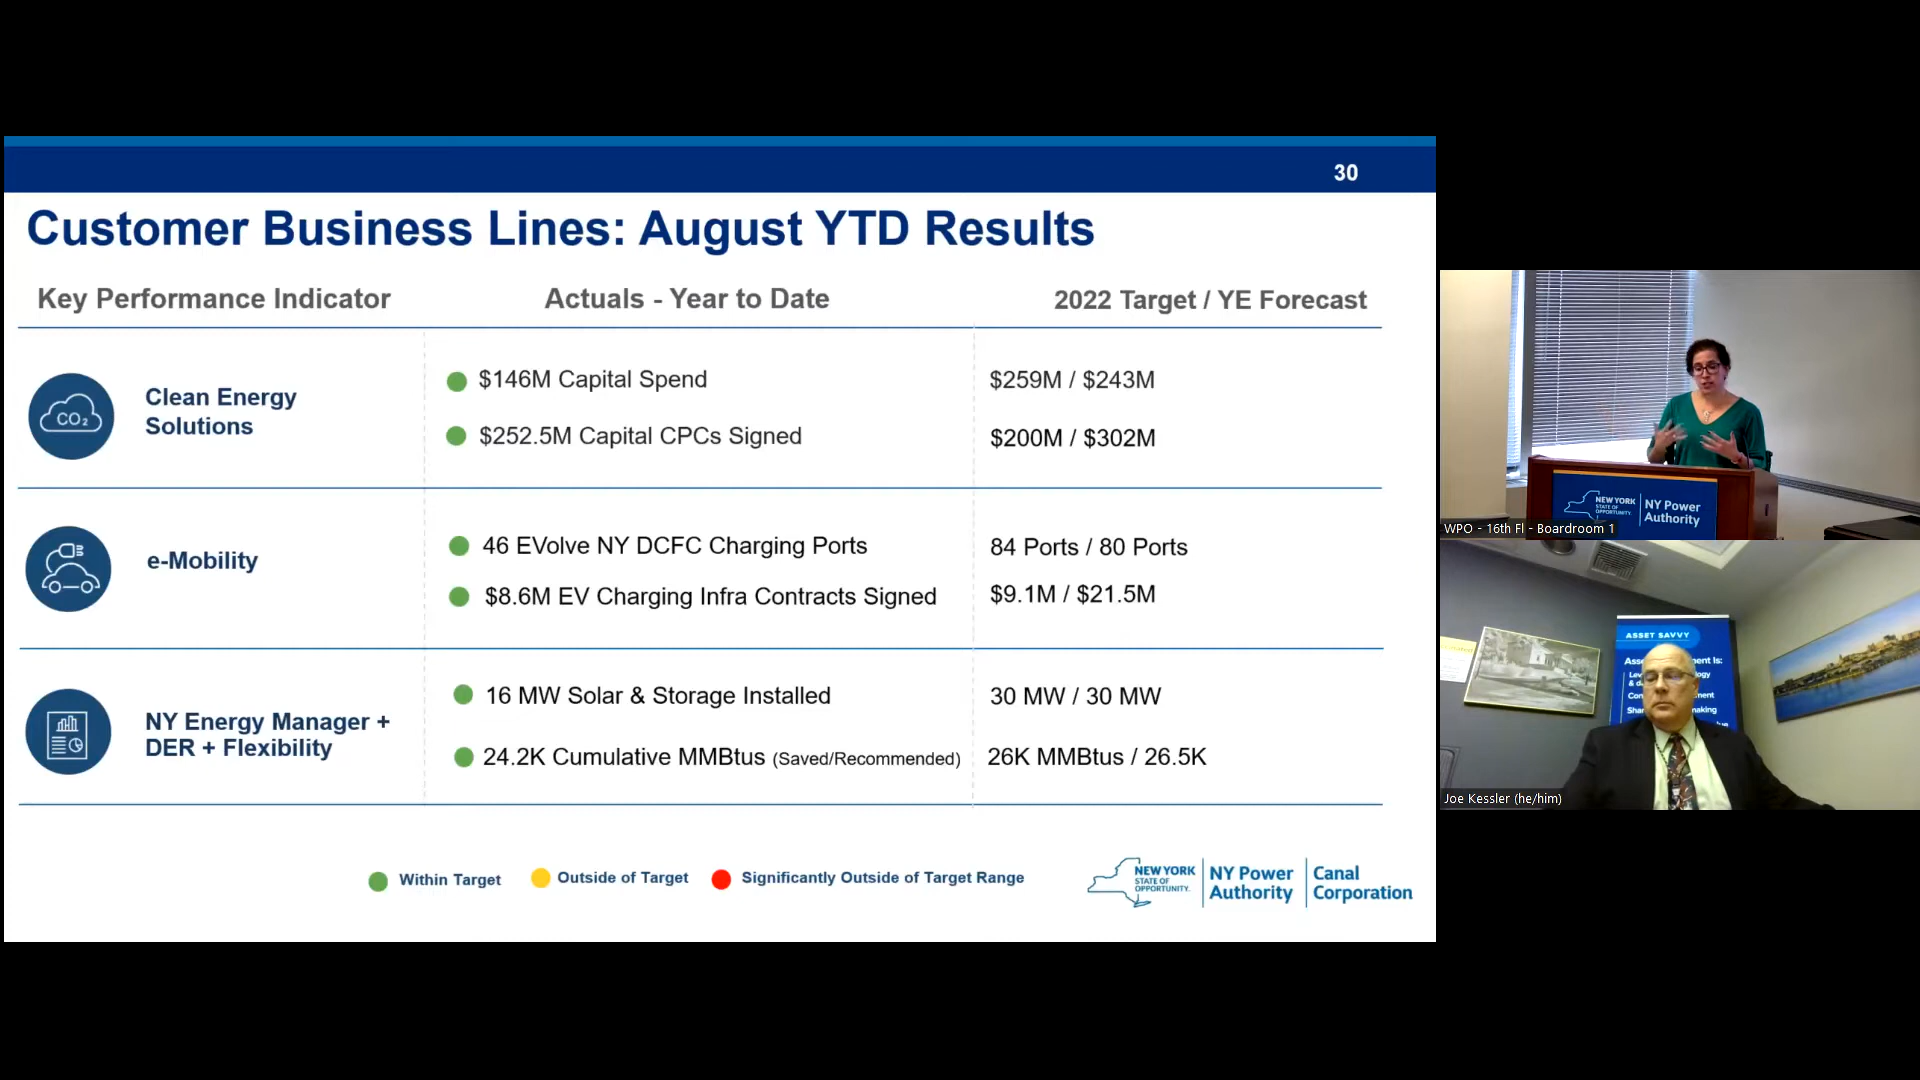 30
Customer Business Lines: August YTD Results
Key Performance Indicator
Actuals - Year to Date
2022 Target / YE Forecast
CO₂
Clean Energy
Solutions
$146M Capital Spend
$259M / $243M
$252.5M Capital CPCs Signed
$200M / $302M
e-Mobility
46 EVolve NY DCFC Charging Ports
84 Ports / 80 Ports
$8.6M EV Charging Infra Contracts Signed
$9.1M / $21.5M
NY Energy Manager +
DER + Flexibility
16 MW Solar & Storage Installed
30 MW / 30 MW
24.2K Cumulative MMBtus (Saved/Recommended)
26K MMBtus / 26.5K
Within Target
Outside of Target
Significantly Outside of Target Range
NEW YORK
STATE OF
OPPORTUNITY.
NY Power
Authority
Canal
Corporation
NEW YORK
STATE OF
OPPORTUNITY.
NY Power
Authority
WPO - 16th Fl - Boardroom 1
ASSET SAVVY
Joe Kessler (he/him)